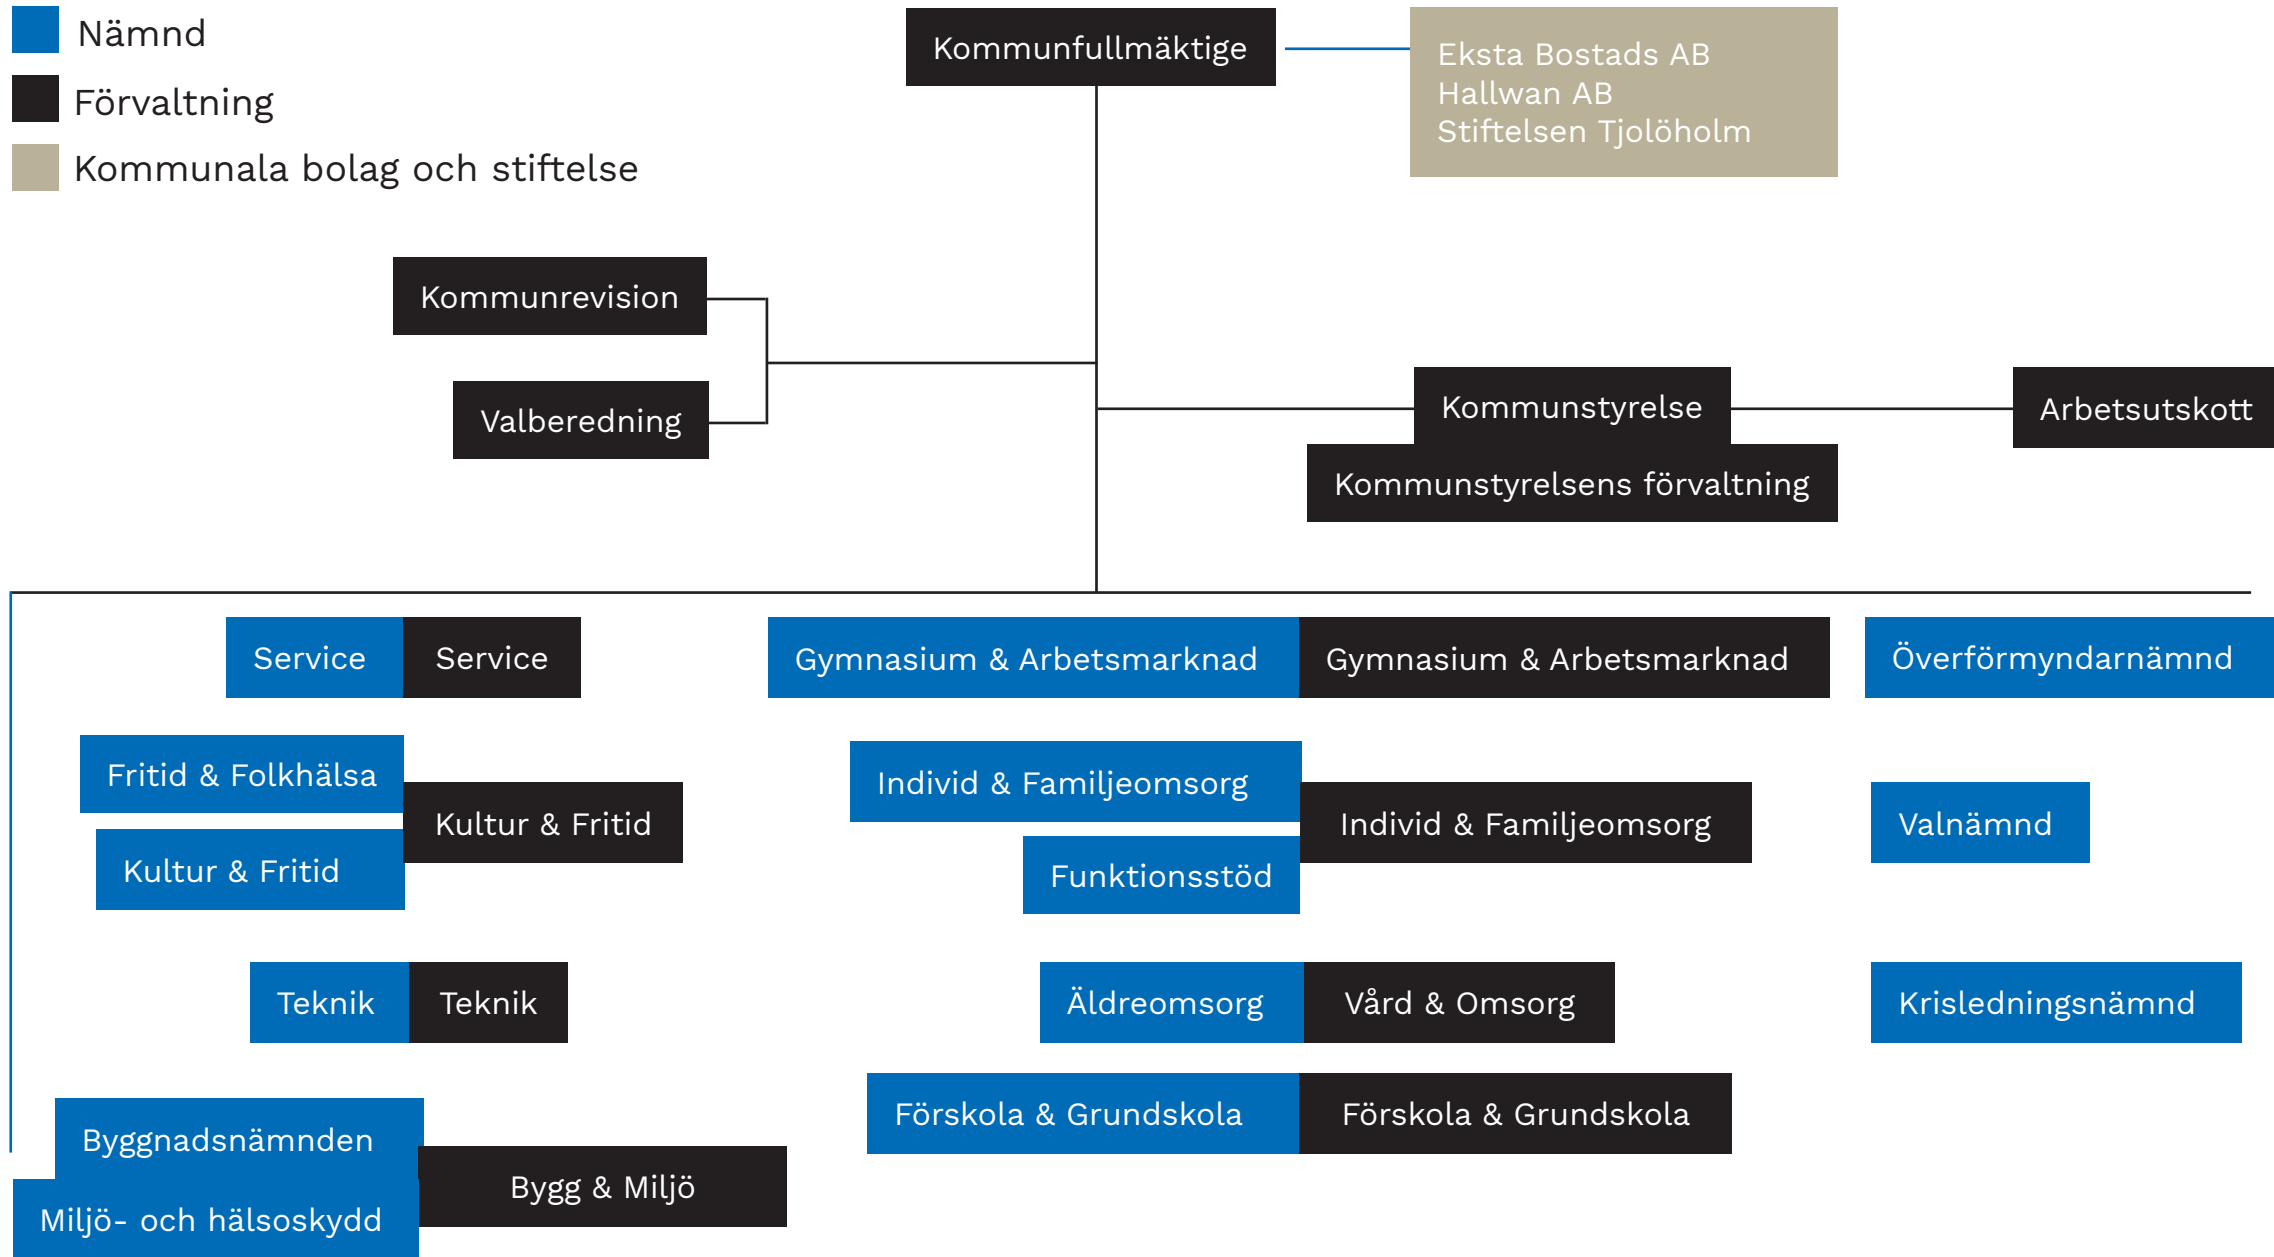 Nämnd
Förvaltning
Kommunala bolag och stiftelse
Kommunfullmäktige
Eksta Bostads AB
Hallwan AB
Stiftelsen Tjolöholm
Kommunrevision
Valberedning
Kommunstyrelse
Arbetsutskott
Kommunstyrelsens förvaltning
Service
Service
Gymnasium & Arbetsmarknad
Gymnasium & Arbetsmarknad
Överförmyndarnämnd
Fritid & Folkhälsa
Kultur & Fritid
Kultur & Fritid
Individ & Familjeomsorg
Individ & Familjeomsorg
Funktionsstöd
Valnämnd
Teknik
Teknik
Äldreomsorg
Vård & Omsorg
Krisledningsnämnd
Förskola & Grundskola
Förskola & Grundskola
Byggnadsnämnden
Bygg & Miljö
Miljö- och hälsoskydd